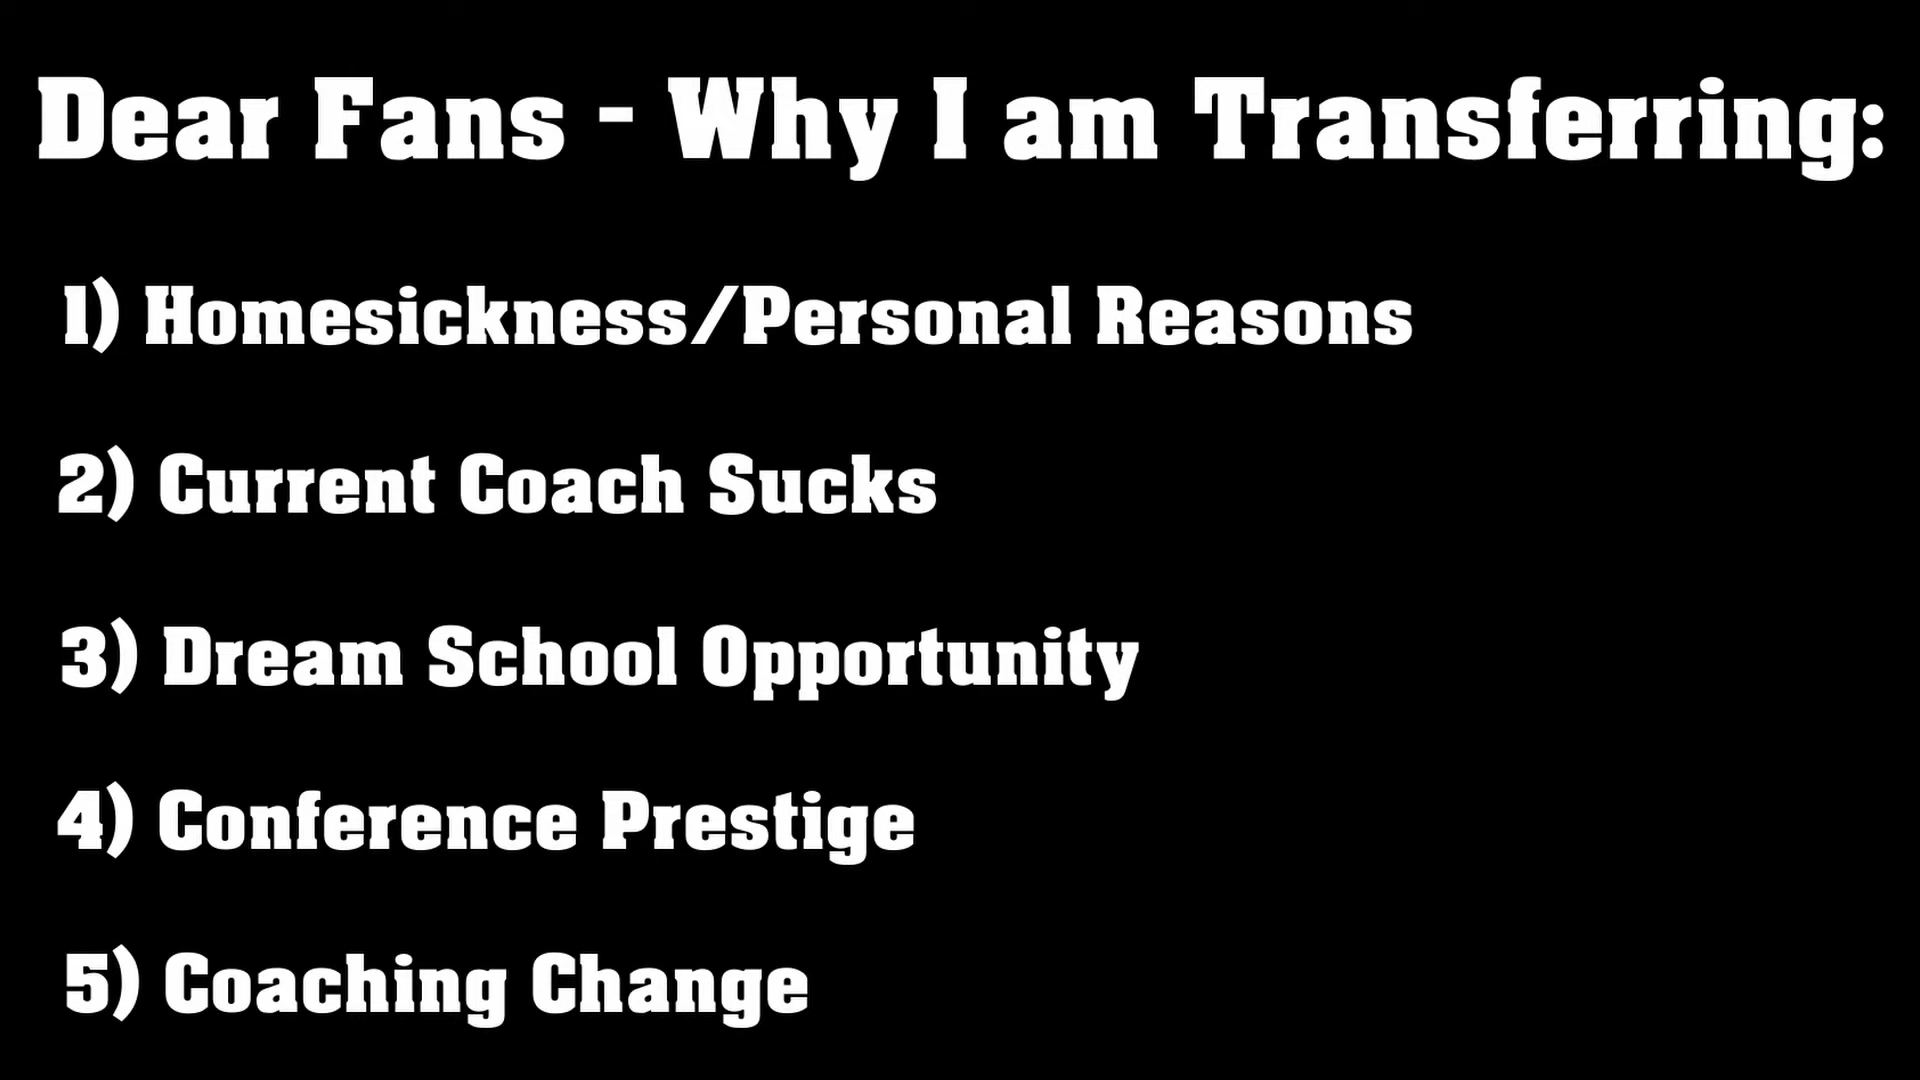 Dear Fans - Why I am Transferring:
1) Homesickness/Personal Reasons
2) Current Coach Sucks
3) Dream School Opportunity
4) Conference Prestige
5) Coaching Change